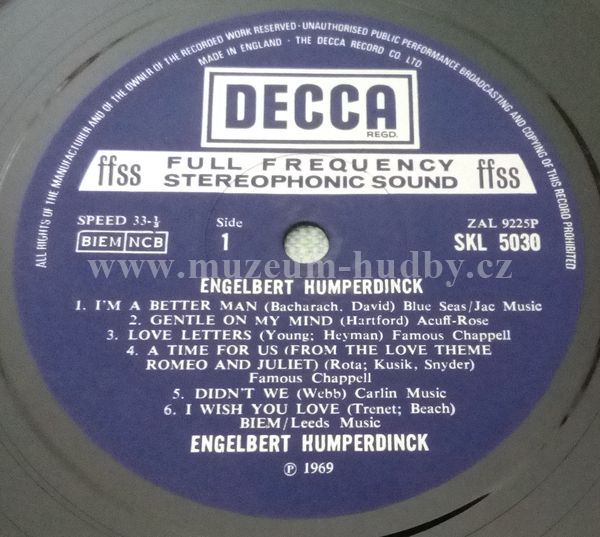 ALL RIGHTS OF THE MANUFACTURER AND OF THE OWNER OF THE RECORDED WORK RESERVED · UNAUTHORISED PUBLIC PERFORMANCE BROADCASTING AND COPYING OF THIS RECORD PROHIBITED
MADE IN ENGLAND · THE DECCA RECORD CO. LTD.
DECCA
REGD.
ffss FULL FREQUENCY STEREOPHONIC SOUND ffss
SPEED 33-⅓ Side ZAL 9225P
BIEM NCB 1 SKL 5030
www.muzeum-hudby.cz
ENGELBERT HUMPERDINCK
1. I'M A BETTER MAN (Bacharach, David) Blue Seas/Jac Music
2. GENTLE ON MY MIND (Hartford) Acuff-Rose
3. LOVE LETTERS (Young; Heyman) Famous Chappell
4. A TIME FOR US (FROM THE LOVE THEME
ROMEO AND JULIET) (Rota; Kusik, Snyder)
Famous Chappell
5. DIDN'T WE (Webb) Carlin Music
6. I WISH YOU LOVE (Trenet; Beach)
BIEM/Leeds Music
ENGELBERT HUMPERDINCK
℗ 1969